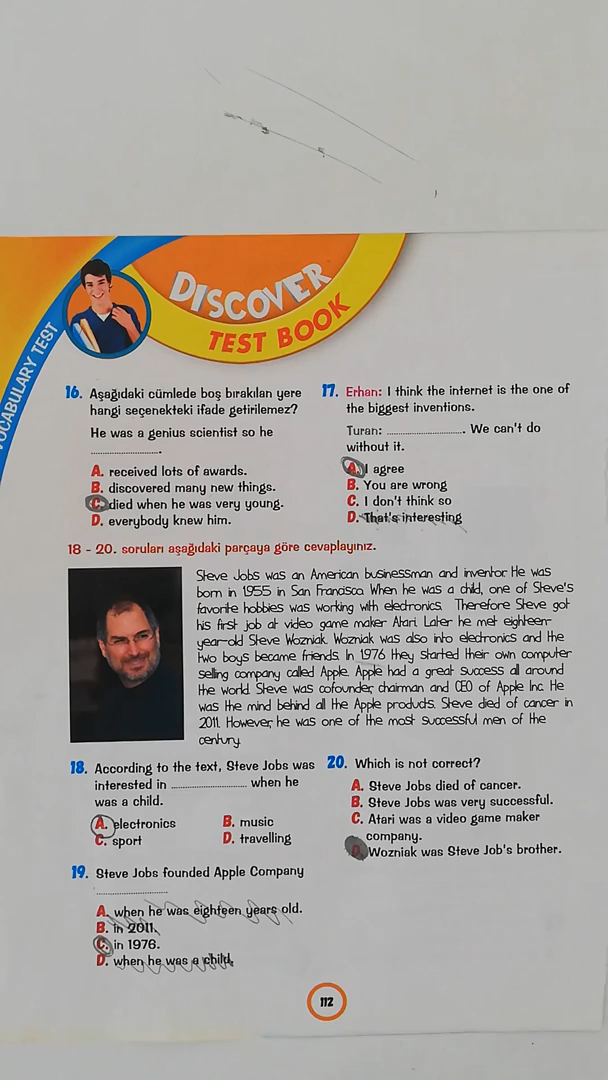 DISCOVER
TEST BOOK
VOCABULARY TEST
16. Aşağıdaki cümlede boş bırakılan yere
hangi seçenekteki ifade getirilemez?
He was a genius scientist so he
..............................
A. received lots of awards.
B. discovered many new things.
C. died when he was very young.
D. everybody knew him.
17. Erhan: I think the internet is the one of
the biggest inventions.
Turan: .............................. We can't do
without it.
A. I agree
B. You are wrong
C. I don't think so
D. That's interesting
18 - 20. soruları aşağıdaki parçaya göre cevaplayınız.
Steve Jobs was an American businessman and inventor. He was
born in 1955 in San Francisco. When he was a child, one of Steve's
favorite hobbies was working with electronics. Therefore Steve got
his first job at video game maker Atari. Later he met eighteen-
year-old Steve Wozniak. Wozniak was also into electronics and the
two boys became friends. In 1976 they started their own computer
selling company called Apple. Apple had a great success all around
the world. Steve was cofounder, chairman and CEO of Apple Inc. He
was the mind behind all the Apple products. Steve died of cancer in
2011. However, he was one of the most successful men of the
century.
18. According to the text, Steve Jobs was
interested in .............................. when he
was a child.
A. electronics
B. music
C. sport
D. travelling
19. Steve Jobs founded Apple Company
..............................
A. when he was eighteen years old.
B. in 2011.
C. in 1976.
D. when he was a child.
20. Which is not correct?
A. Steve Jobs died of cancer.
B. Steve Jobs was very successful.
C. Atari was a video game maker
company.
D. Wozniak was Steve Job's brother.
112